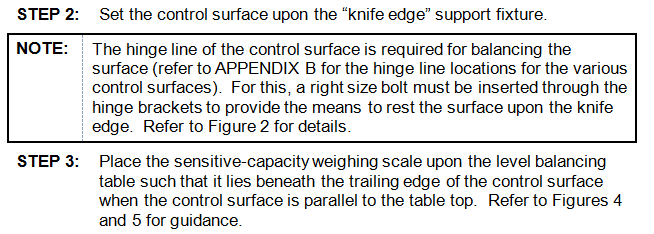 STEP 2: Set the control surface upon the “knife edge” support fixture.
NOTE: The hinge line of the control surface is required for balancing the
surface (refer to APPENDIX B for the hinge line locations for the various
control surfaces). For this, a right size bolt must be inserted through the
hinge brackets to provide the means to rest the surface upon the knife
edge. Refer to Figure 2 for details.
STEP 3: Place the sensitive-capacity weighing scale upon the level balancing
table such that it lies beneath the trailing edge of the control surface
when the control surface is parallel to the table top. Refer to Figures 4
and 5 for guidance.